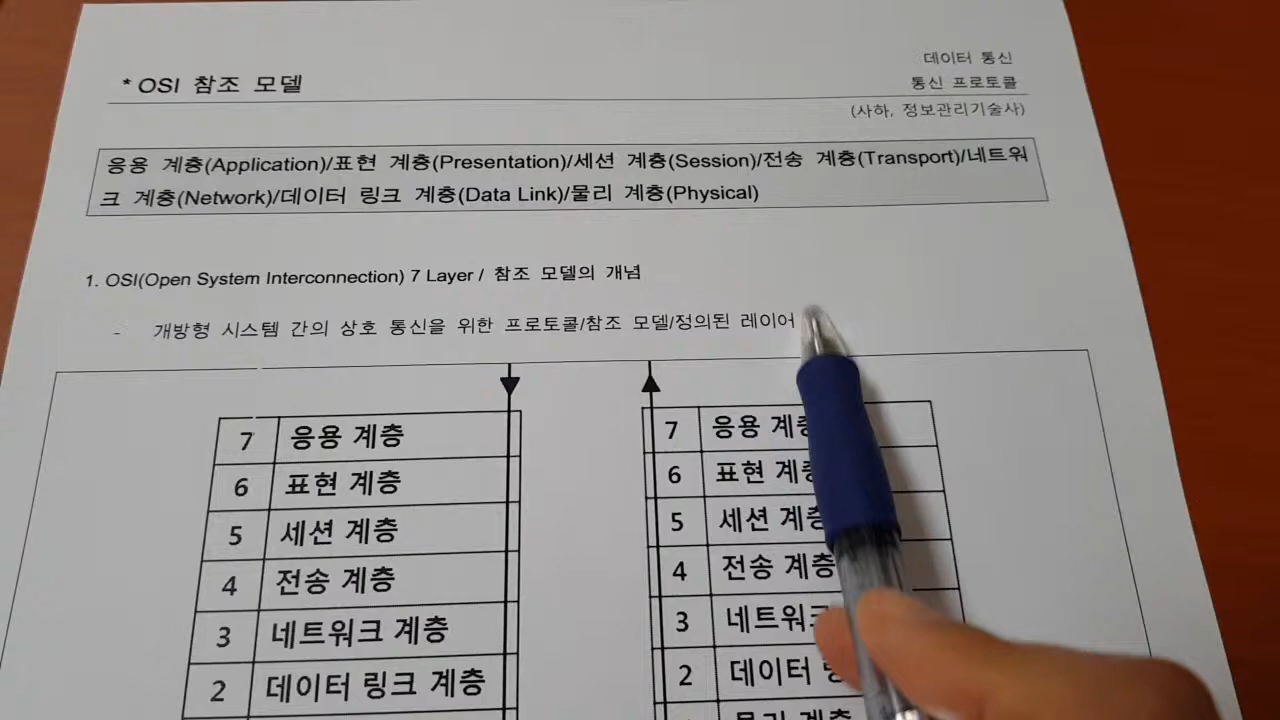 데이터 통신
* OSI 참조 모델
통신 프로토콜
(사하, 정보관리기술사)
응용 계층(Application)/표현 계층(Presentation)/세션 계층(Session)/전송 계층(Transport)/네트워
크 계층(Network)/데이터 링크 계층(Data Link)/물리 계층(Physical)
1. OSI(Open System Interconnection) 7 Layer / 참조 모델의 개념
- 개방형 시스템 간의 상호 통신을 위한 프로토콜/참조 모델/정의된 레이어
7 응용 계층
6 표현 계층
5 세션 계층
4 전송 계층
3 네트워크 계층
2 데이터 링크 계층
7 응용 계층
6 표현 계층
5 세션 계층
4 전송 계층
3 네트워크
2 데이터
물리 계층